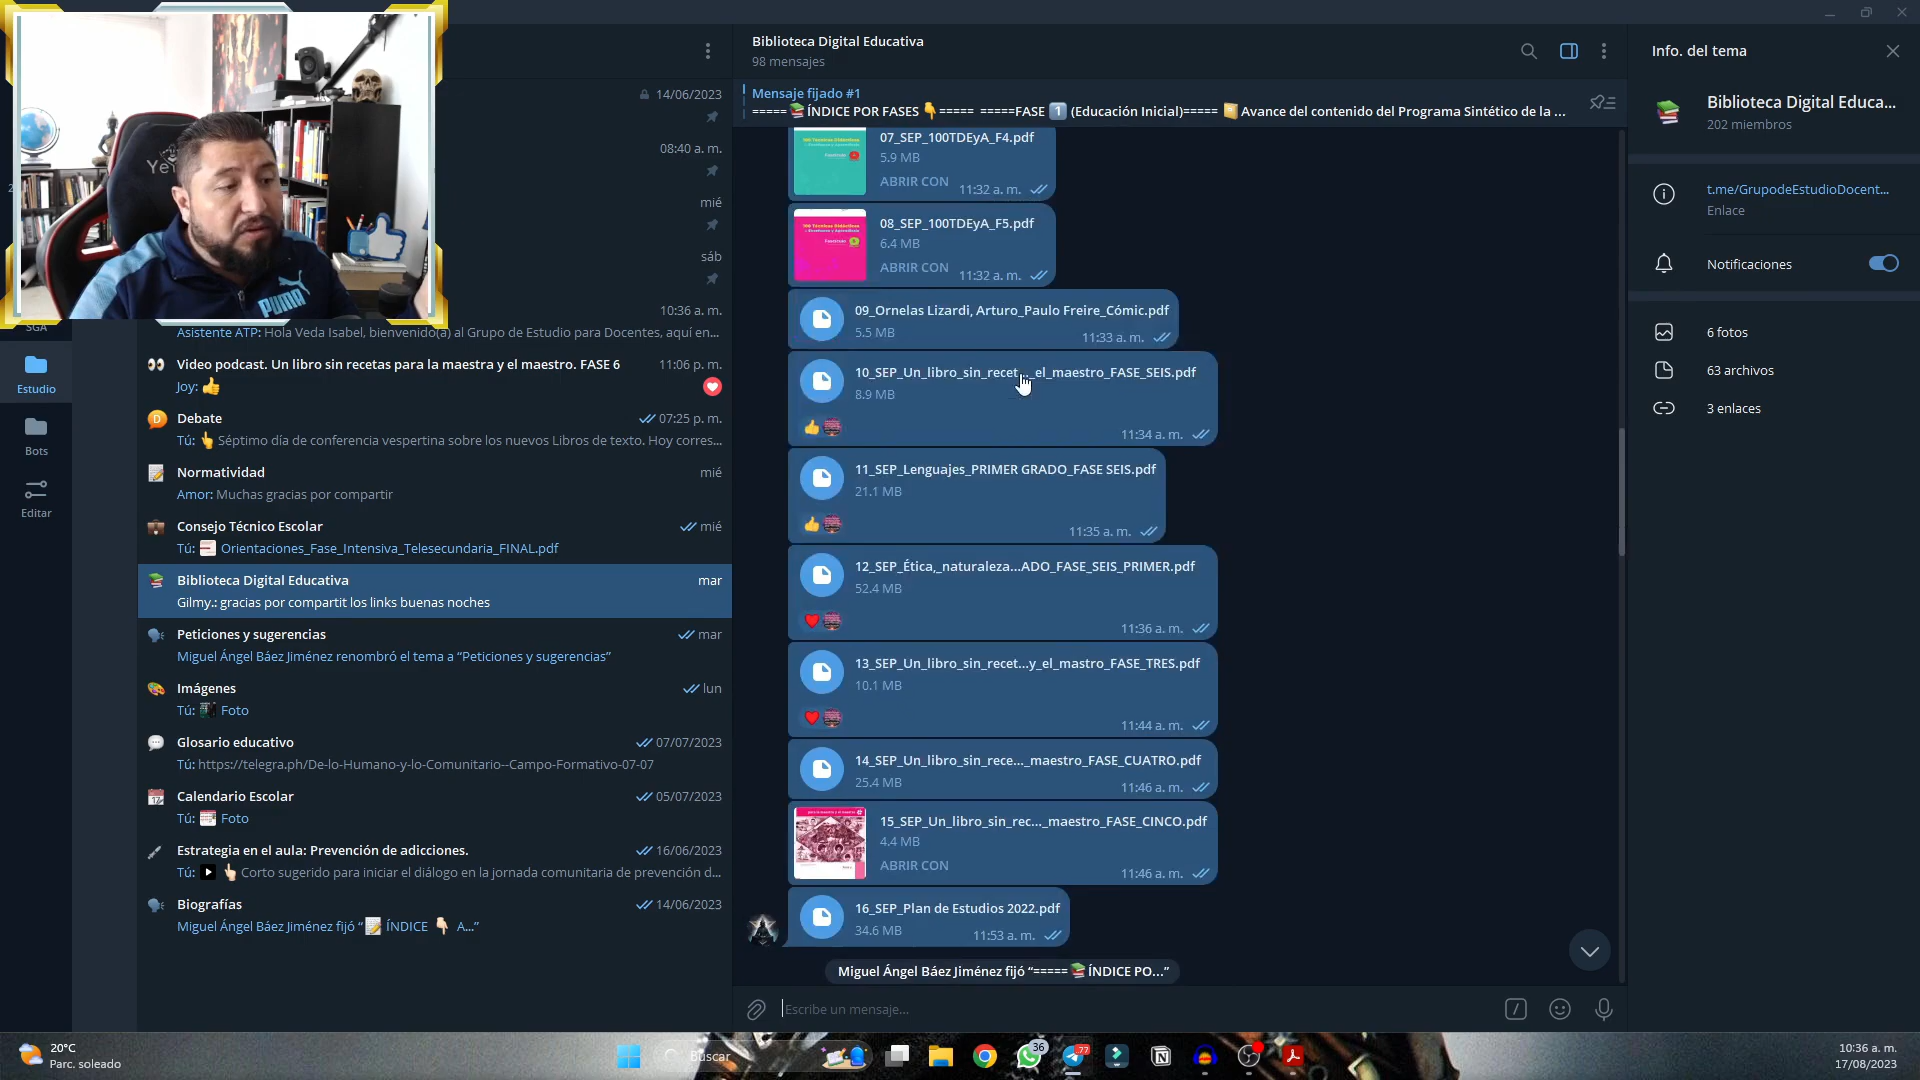 Biblioteca Digital Educativa
98 mensajes
Mensaje fijado #1
===== 📚ÍNDICE POR FASES 👇===== =====FASE 1️⃣ (Educación Inicial)===== 📒Avance del contenido del Programa Sintético de la ...
07_SEP_100TDEyA_F4.pdf
5.9 MB
ABRIR CON
11:32 a. m.
08_SEP_100TDEyA_F5.pdf
6.4 MB
ABRIR CON
11:32 a. m.
09_Ornelas Lizardi, Arturo_Paulo Freire_Cómic.pdf
5.5 MB
11:33 a. m.
10_SEP_Un_libro_sin_recet..._el_maestro_FASE_SEIS.pdf
8.9 MB
11:34 a. m.
11_SEP_Lenguajes_PRIMER GRADO_FASE SEIS.pdf
21.1 MB
11:35 a. m.
12_SEP_Ética,_naturaleza...ADO_FASE_SEIS_PRIMER.pdf
52.4 MB
11:36 a. m.
13_SEP_Un_libro_sin_recet...y_el_mastro_FASE_TRES.pdf
10.1 MB
11:44 a. m.
14_SEP_Un_libro_sin_rece..._maestro_FASE_CUATRO.pdf
25.4 MB
11:46 a. m.
15_SEP_Un_libro_sin_rec..._maestro_FASE_CINCO.pdf
4.4 MB
ABRIR CON
11:46 a. m.
16_SEP_Plan de Estudios 2022.pdf
34.6 MB
11:53 a. m.
Miguel Ángel Báez Jiménez fijó “===== 📚ÍNDICE PO...”
Escribe un mensaje...
Info. del tema
Biblioteca Digital Educa...
202 miembros
t.me/GrupodeEstudioDocent...
Enlace
Notificaciones
6 fotos
63 archivos
3 enlaces
14/06/2023
08:40 a. m.
mié
sáb
10:36 a. m.
Asistente ATP: Hola Veda Isabel, bienvenido(a) al Grupo de Estudio para Docentes, aquí en...
Video podcast. Un libro sin recetas para la maestra y el maestro. FASE 6
11:06 p. m.
Joy: 👍
Debate
07:25 p. m.
Tú: 👆 Séptimo día de conferencia vespertina sobre los nuevos Libros de texto. Hoy corres...
Normatividad
mié
Amor: Muchas gracias por compartir
Consejo Técnico Escolar
mié
Tú: Orientaciones_Fase_Intensiva_Telesecundaria_FINAL.pdf
Biblioteca Digital Educativa
mar
Gilmy.: gracias por compartit los links buenas noches
Peticiones y sugerencias
mar
Miguel Ángel Báez Jiménez renombró el tema a “Peticiones y sugerencias”
Imágenes
lun
Tú: Foto
Glosario educativo
07/07/2023
Tú: https://telegra.ph/De-lo-Humano-y-lo-Comunitario--Campo-Formativo-07-07
Calendario Escolar
05/07/2023
Tú: Foto
Estrategia en el aula: Prevención de adicciones.
16/06/2023
Tú: 👆🏻 Corto sugerido para iniciar el diálogo en la jornada comunitaria de prevención d...
Biografías
14/06/2023
Miguel Ángel Báez Jiménez fijó “📝 ÍNDICE 👇🏻 A...”
SGA
Estudio
Bots
Editar
PUMA
20°C
Parc. soleado
Buscar
36
77
10:36 a. m.
17/08/2023